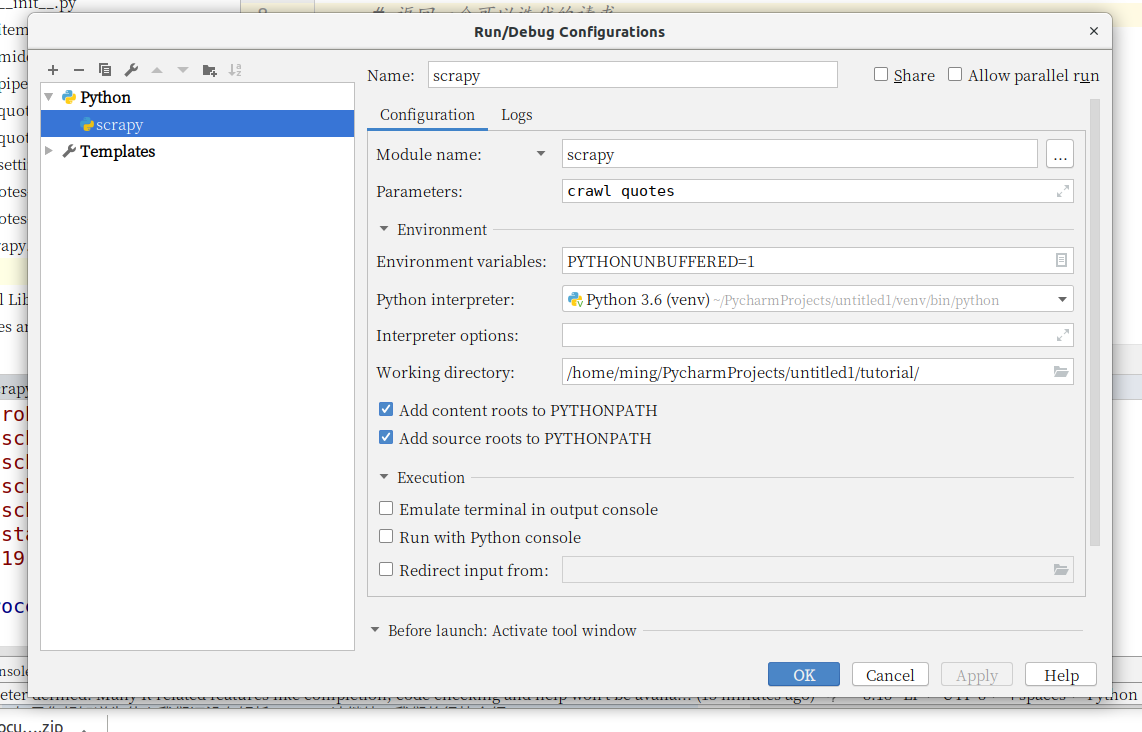 __init__.py
Run/Debug Configurations
Name: scrapy
Share
Allow parallel run
Python
scrapy
Templates
Configuration
Logs
Module name: scrapy
...
Parameters: crawl quotes
Environment
Environment variables: PYTHONUNBUFFERED=1
Python interpreter: Python 3.6 (venv) ~/PycharmProjects/untitled1/venv/bin/python
Interpreter options:
Working directory: /home/ming/PycharmProjects/untitled1/tutorial/
Add content roots to PYTHONPATH
Add source roots to PYTHONPATH
Execution
Emulate terminal in output console
Run with Python console
Redirect input from:
Before launch: Activate tool window
OK
Cancel
Apply
Help